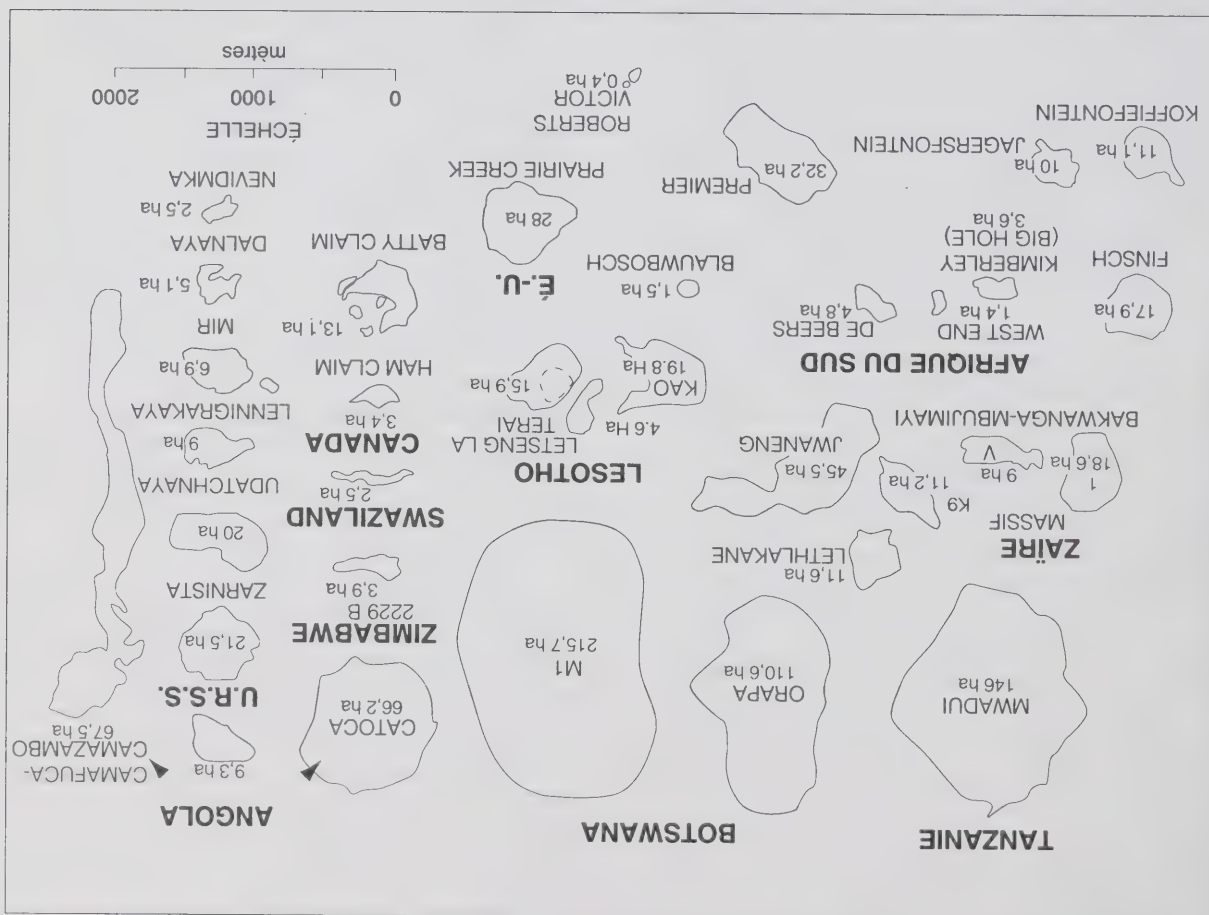 TANZANIE
MWADUI
146 ha
BOTSWANA
ORAPA
110,6 ha
M1
215,7 ha
11,6 ha
LETHLAKANE
K9
11,2 ha
JWANENG
45,5 ha
ANGOLA
CATOCA
66,2 ha
9,3 ha
CAMAFUCA-
CAMAZAMBO
67,5 ha
ZAÏRE
MASSIF
1
18,6 ha
9 ha
V
BAKWANGA-MBUJIMAYI
ZIMBABWE
2229 B
3,9 ha
U.R.S.S.
21,5 ha
ZARNISTA
20 ha
UDATCHNAYA
9 ha
LENNIGRAKAYA
6,9 ha
MIR
5,1 ha
DALNAYA
2,5 ha
NEVIDMKA
SWAZILAND
2,5 ha
LESOTHO
4.6 Ha
LETSENG LA
TERAI
15,9 ha
KAO
19.8 Ha
CANADA
3,4 ha
HAM CLAIM
13,1 ha
BATTY CLAIM
AFRIQUE DU SUD
17,9 ha
FINSCH
WEST END
1,4 ha
KIMBERLEY
(BIG HOLE)
3,6 ha
DE BEERS
4,8 ha
1,5 ha
BLAUWBOSCH
11,1 ha
KOFFIEFONTEIN
10 ha
JAGERSFONTEIN
PREMIER
32,2 ha
É.-U.
28 ha
PRAIRIE CREEK
ROBERTS
VICTOR
0,4 ha
ÉCHELLE
0 1000 2000
mètres